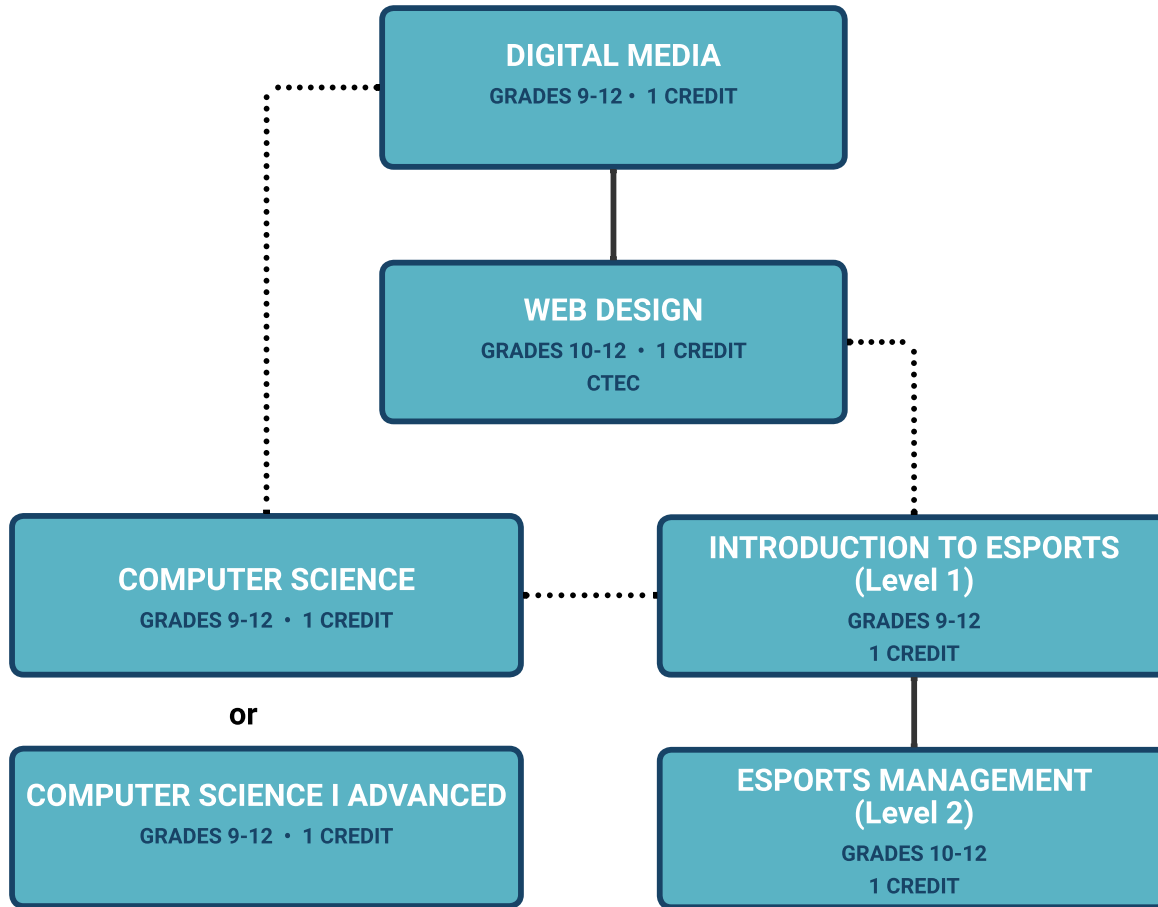 DIGITAL MEDIA
GRADES 9-12 • 1 CREDIT
WEB DESIGN
GRADES 10-12 • 1 CREDIT
CTEC
COMPUTER SCIENCE
GRADES 9-12 • 1 CREDIT
or
COMPUTER SCIENCE I ADVANCED
GRADES 9-12 • 1 CREDIT
INTRODUCTION TO ESPORTS
(Level 1)
GRADES 9-12
1 CREDIT
ESPORTS MANAGEMENT
(Level 2)
GRADES 10-12
1 CREDIT